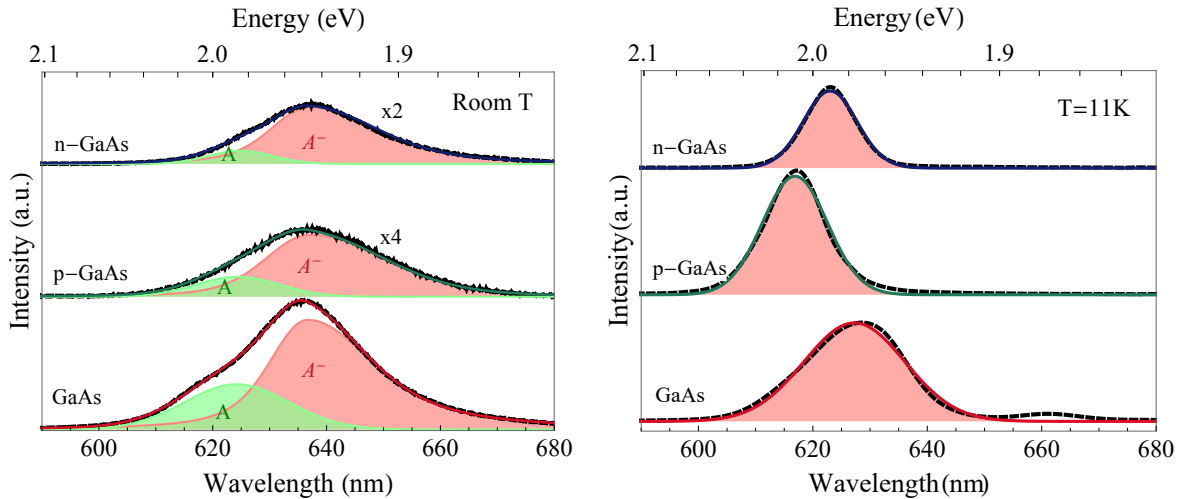 Energy (eV)
2.1 2.0 1.9
Room T
x2
n−GaAs
A
A−
x4
p−GaAs
A
A−
GaAs
A
A−
Intensity (a.u.)
600 620 640 660 680
Wavelength (nm)
Energy(eV)
2.1 2.0 1.9
T=11K
n−GaAs
p−GaAs
GaAs
Intensity(a.u.)
600 620 640 660 680
Wavelength(nm)